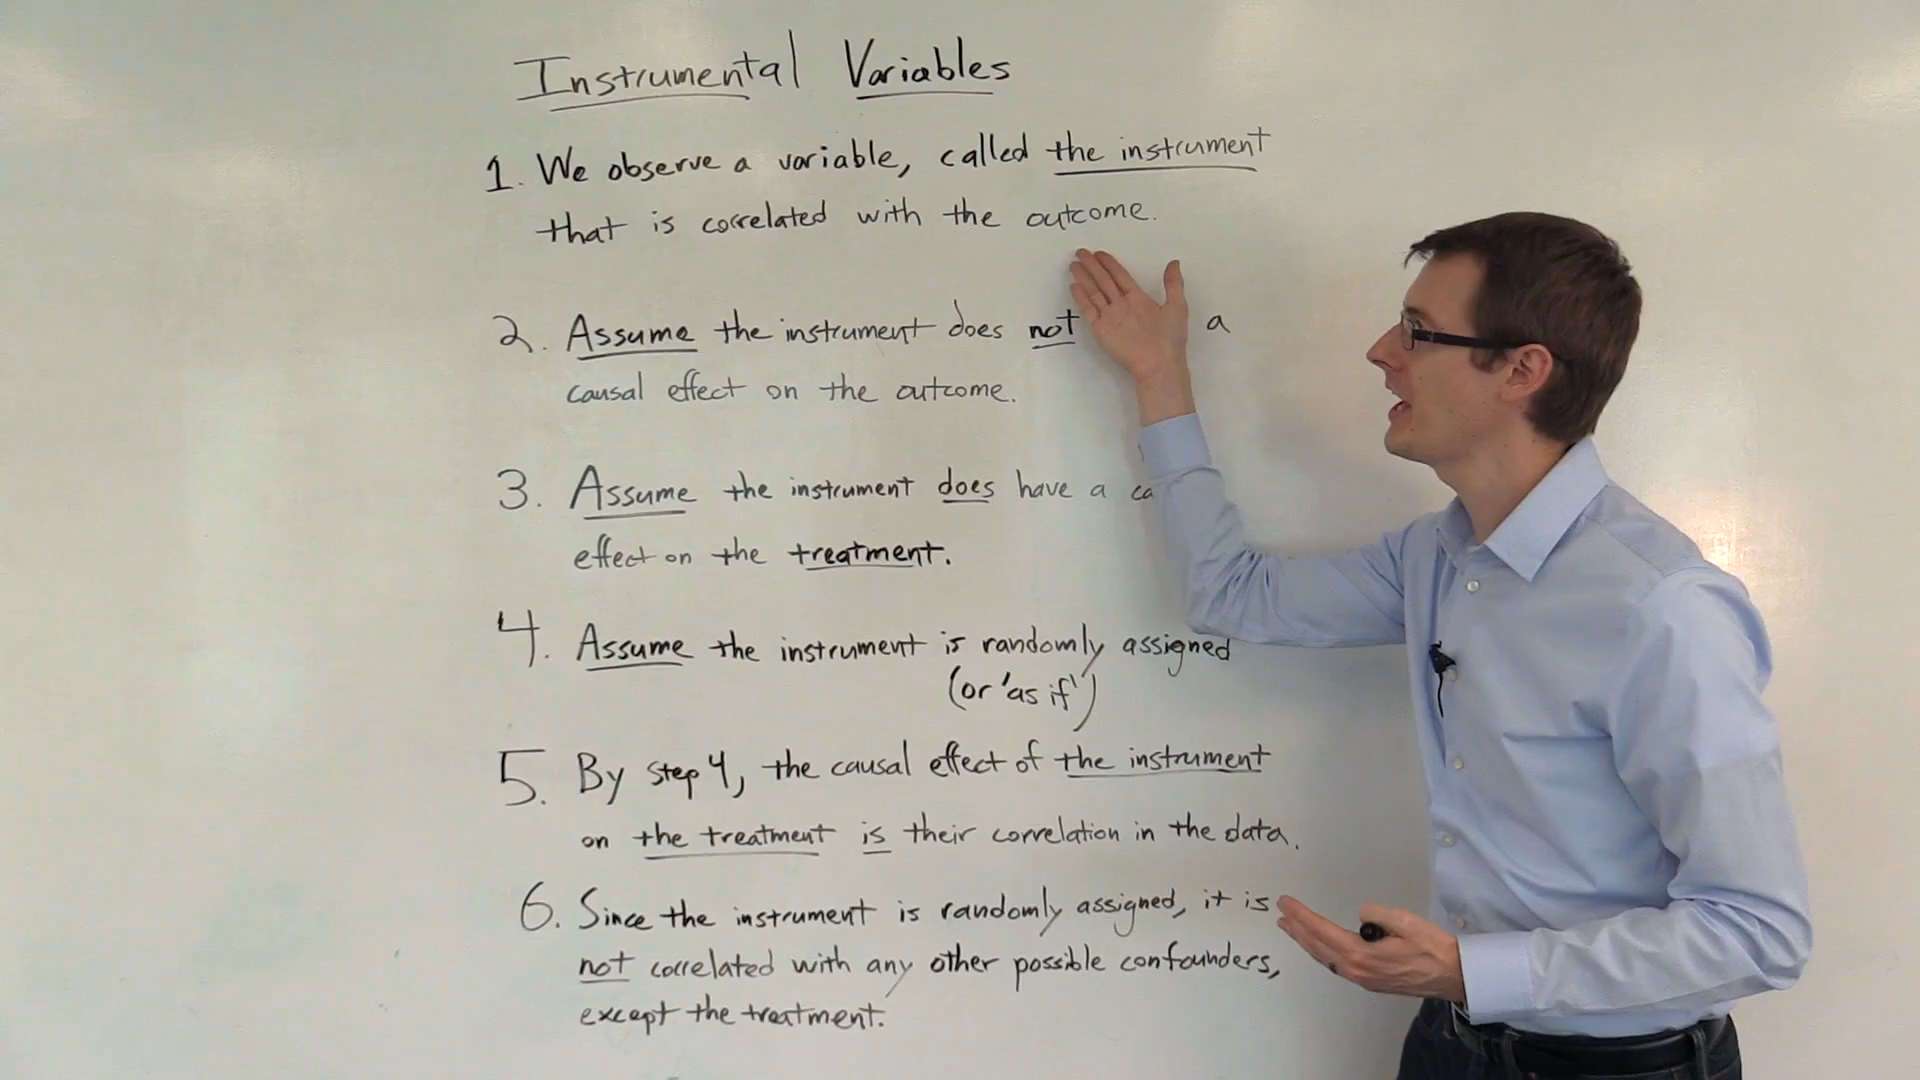 Instrumental Variables
1. We observe a variable, called the instrument
that is correlated with the outcome.
2. Assume the instrument does not a
causal effect on the outcome.
3. Assume the instrument does have a ca
effect on the treatment.
4. Assume the instrument is randomly assigned
(or 'as if')
5. By step 4, the causal effect of the instrument
on the treatment is their correlation in the data.
6. Since the instrument is randomly assigned, it is
not correlated with any other possible confounders,
except the treatment.